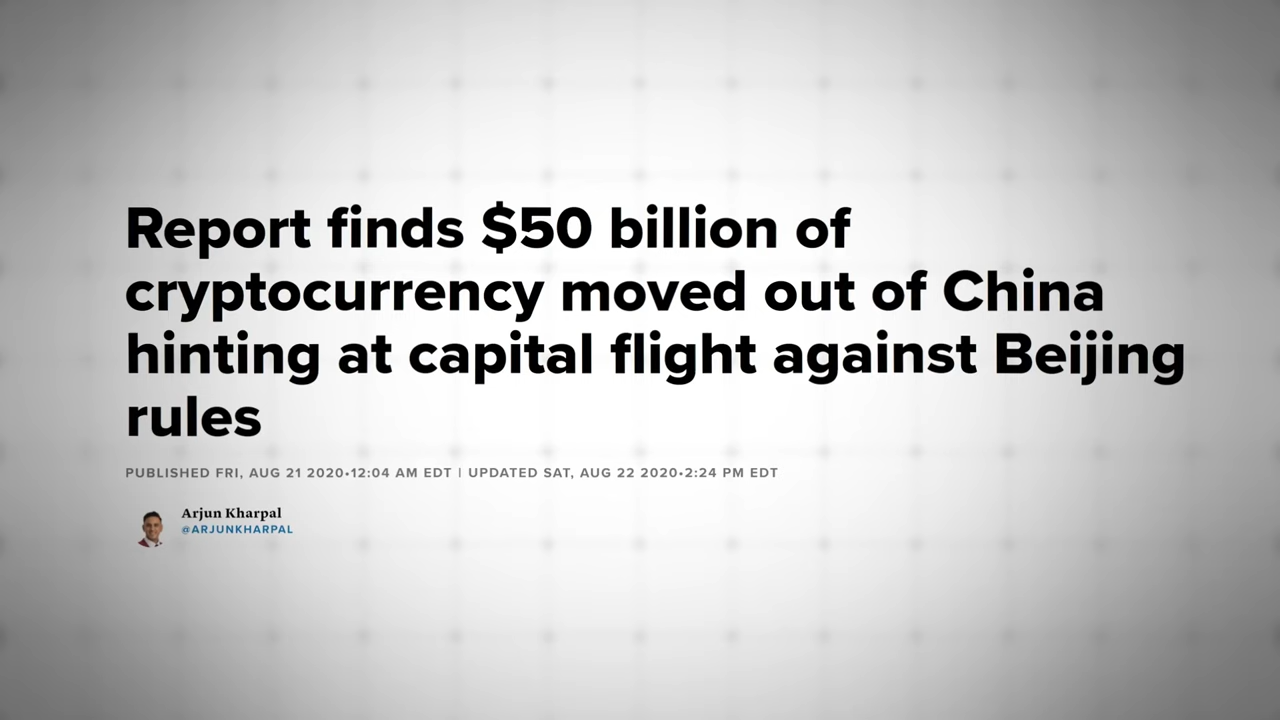 Report finds $50 billion of
cryptocurrency moved out of China
hinting at capital flight against Beijing
rules
PUBLISHED FRI, AUG 21 2020•12:04 AM EDT | UPDATED SAT, AUG 22 2020•2:24 PM EDT
Arjun Kharpal
@ARJUNKHARPAL